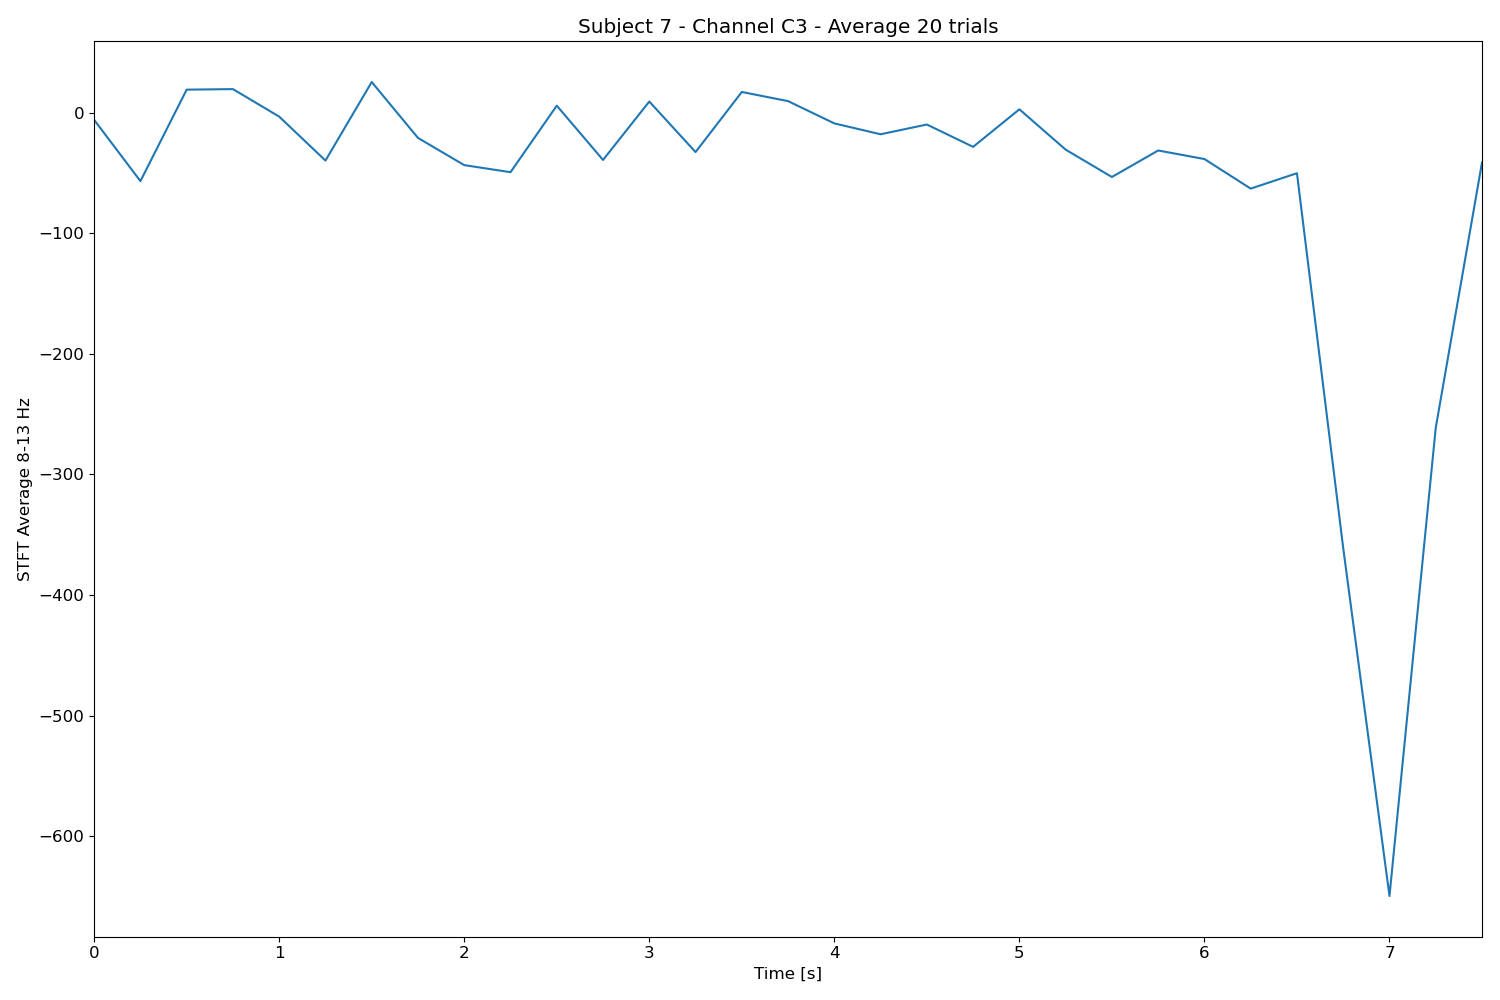 Subject 7 - Channel C3 - Average 20 trials
0
−100
−200
−300
−400
−500
−600
STFT Average 8-13 Hz
0 1 2 3 4 5 6 7
Time [s]